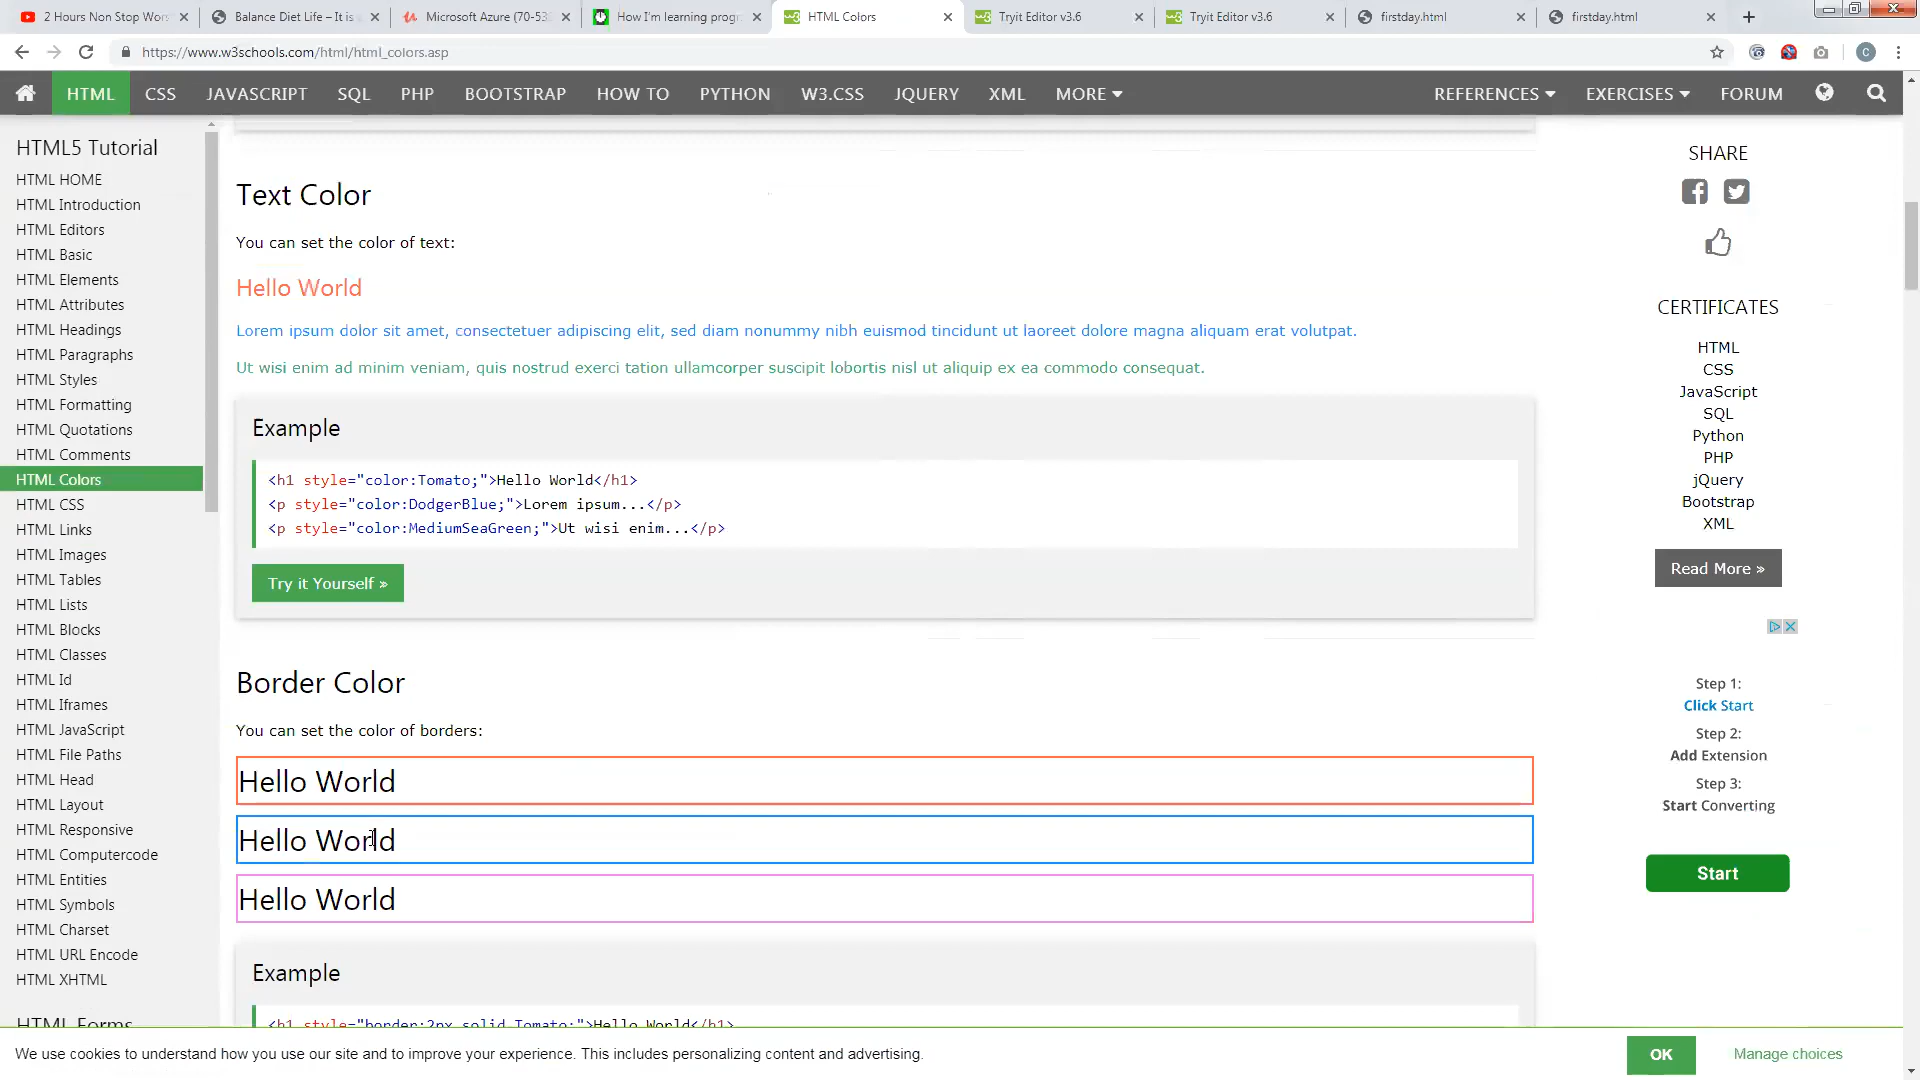 2 Hours Non Stop Wors
Balance Diet Life – It is
Microsoft Azure (70-53
How I'm learning prog
HTML Colors
Tryit Editor v3.6
Tryit Editor v3.6
firstday.html
firstday.html
https://www.w3schools.com/html/html_colors.asp
C
HTML CSS JAVASCRIPT SQL PHP BOOTSTRAP HOW TO PYTHON W3.CSS JQUERY XML MORE REFERENCES EXERCISES FORUM
HTML5 Tutorial
HTML HOME
HTML Introduction
HTML Editors
HTML Basic
HTML Elements
HTML Attributes
HTML Headings
HTML Paragraphs
HTML Styles
HTML Formatting
HTML Quotations
HTML Comments
HTML Colors
HTML CSS
HTML Links
HTML Images
HTML Tables
HTML Lists
HTML Blocks
HTML Classes
HTML Id
HTML Iframes
HTML JavaScript
HTML File Paths
HTML Head
HTML Layout
HTML Responsive
HTML Computercode
HTML Entities
HTML Symbols
HTML Charset
HTML URL Encode
HTML XHTML
HTML Forms
Text Color
You can set the color of text:
Hello World
Lorem ipsum dolor sit amet, consectetuer adipiscing elit, sed diam nonummy nibh euismod tincidunt ut laoreet dolore magna aliquam erat volutpat.
Ut wisi enim ad minim veniam, quis nostrud exerci tation ullamcorper suscipit lobortis nisl ut aliquip ex ea commodo consequat.
Example
<h1 style="color:Tomato;">Hello World</h1>
<p style="color:DodgerBlue;">Lorem ipsum...</p>
<p style="color:MediumSeaGreen;">Ut wisi enim...</p>
Try it Yourself »
Border Color
You can set the color of borders:
Hello World
Hello World
Hello World
Example
<h1 style="border:2px solid Tomato;">Hello World</h1>
SHARE
CERTIFICATES
HTML
CSS
JavaScript
SQL
Python
PHP
jQuery
Bootstrap
XML
Read More »
Step 1:
Click Start
Step 2:
Add Extension
Step 3:
Start Converting
Start
We use cookies to understand how you use our site and to improve your experience. This includes personalizing content and advertising.
OK
Manage choices